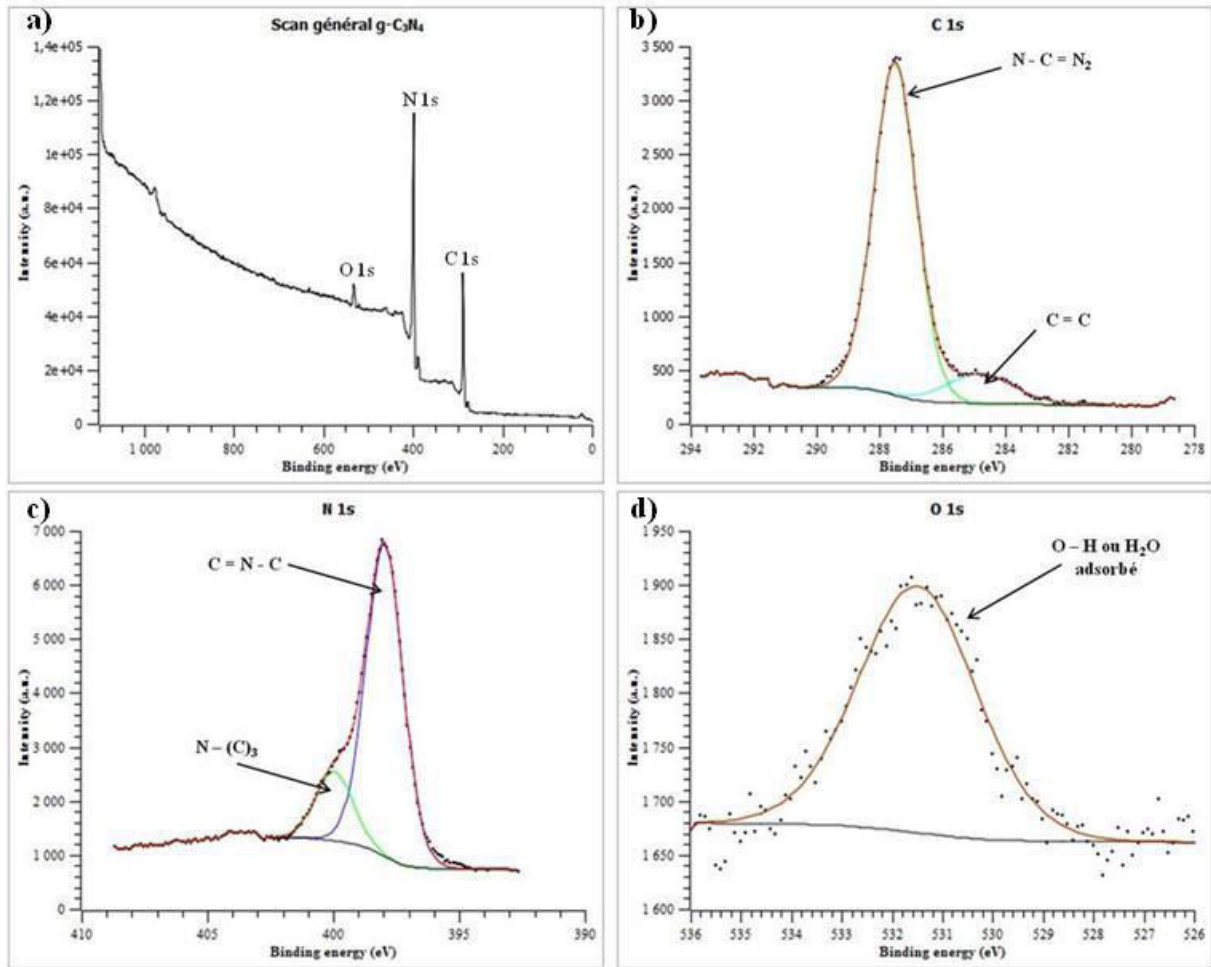 a)
Scan général g-C₃N₄
Intensity (a.u.)
1,4e+05
1,2e+05
1e+05
8e+04
6e+04
4e+04
2e+04
0
N 1s
O 1s
C 1s
1 000 800 600 400 200 0
Binding energy (eV)
b)
C 1s
Intensity (a.u.)
3 500
3 000
2 500
2 000
1 500
1 000
500
0
N - C = N₂
C = C
294 292 290 288 286 284 282 280 278
Binding energy (eV)
c)
N 1s
Intensity (a.u.)
7 000
6 000
5 000
4 000
3 000
2 000
1 000
0
C = N - C
N – (C)₃
410 405 400 395 390
Binding energy (eV)
d)
O 1s
Intensity (a.u.)
1 950
1 900
1 850
1 800
1 750
1 700
1 650
1 600
O – H ou H₂O
adsorbé
536 535 534 533 532 531 530 529 528 527 526
Binding energy (eV)